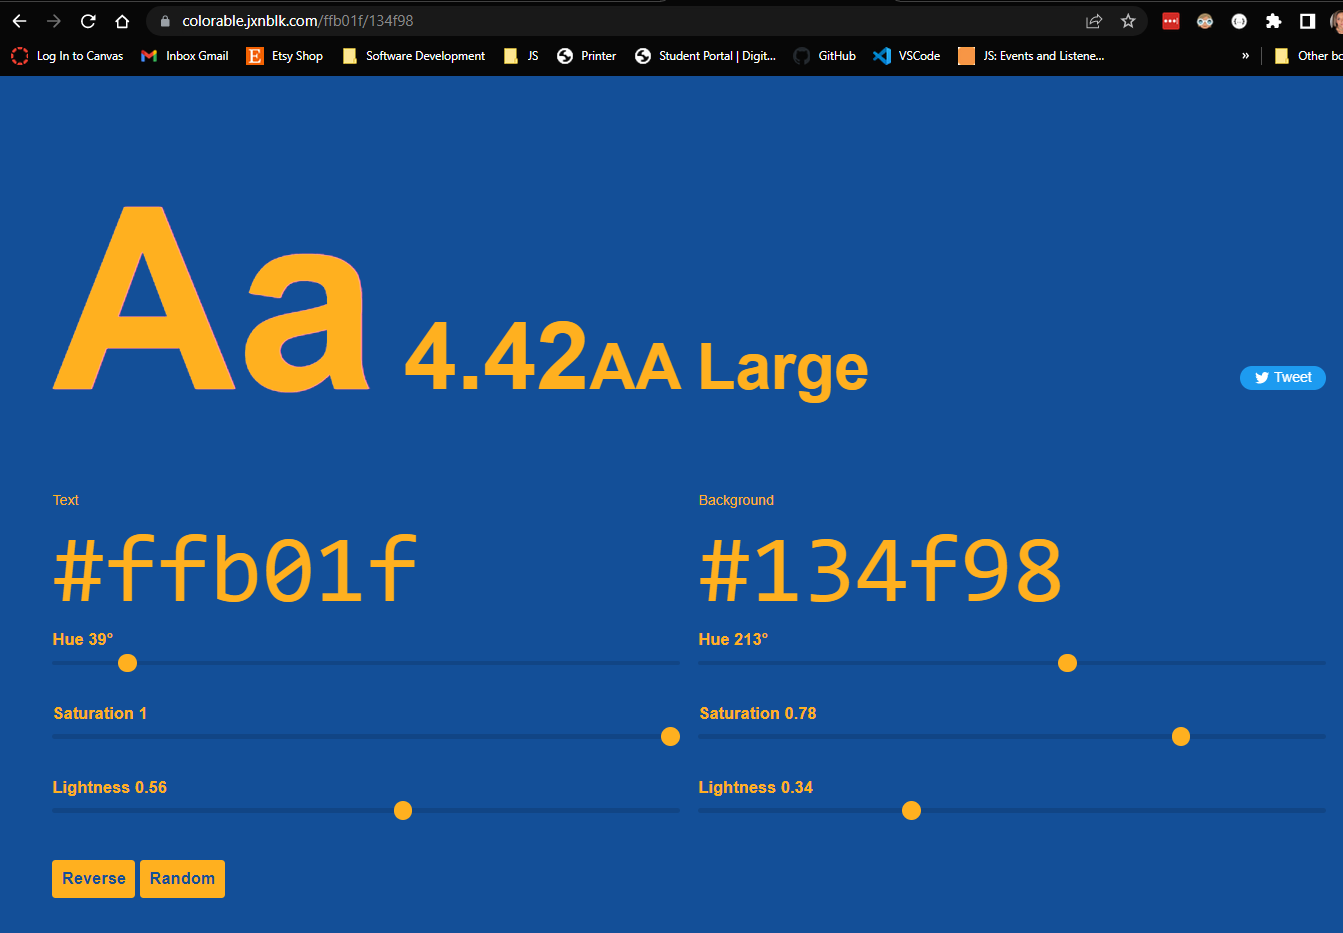 colorable.jxnblk.com/ffb01f/134f98
Log In to Canvas Inbox Gmail Etsy Shop Software Development JS Printer Student Portal | Digit... GitHub VSCode JS: Events and Listene... » Other bo
Aa 4.42 AA Large
Tweet
Text
#ffb01f
Hue 39°
Saturation 1
Lightness 0.56
Background
#134f98
Hue 213°
Saturation 0.78
Lightness 0.34
Reverse Random